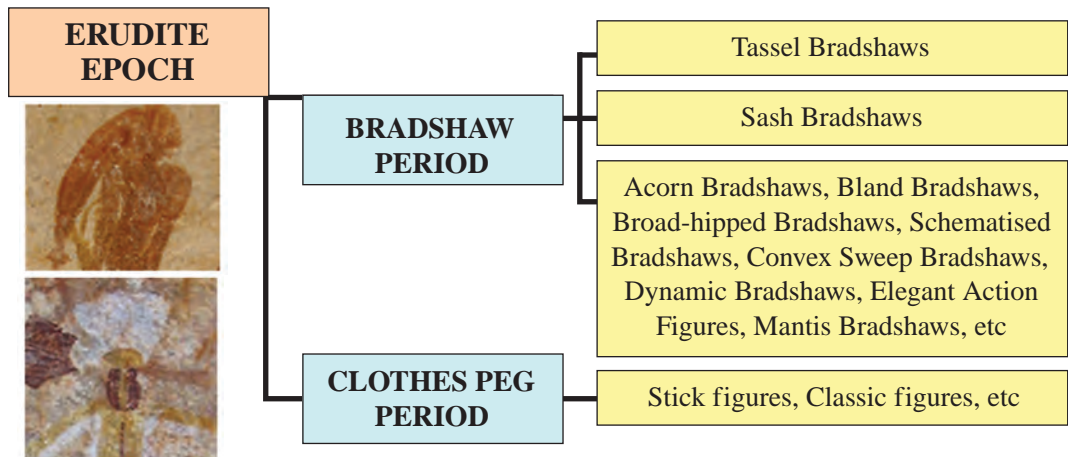 ERUDITE
EPOCH
BRADSHAW
PERIOD
Tassel Bradshaws
Sash Bradshaws
Acorn Bradshaws, Bland Bradshaws,
Broad-hipped Bradshaws, Schematised
Bradshaws, Convex Sweep Bradshaws,
Dynamic Bradshaws, Elegant Action
Figures, Mantis Bradshaws, etc
CLOTHES PEG
PERIOD
Stick figures, Classic figures, etc